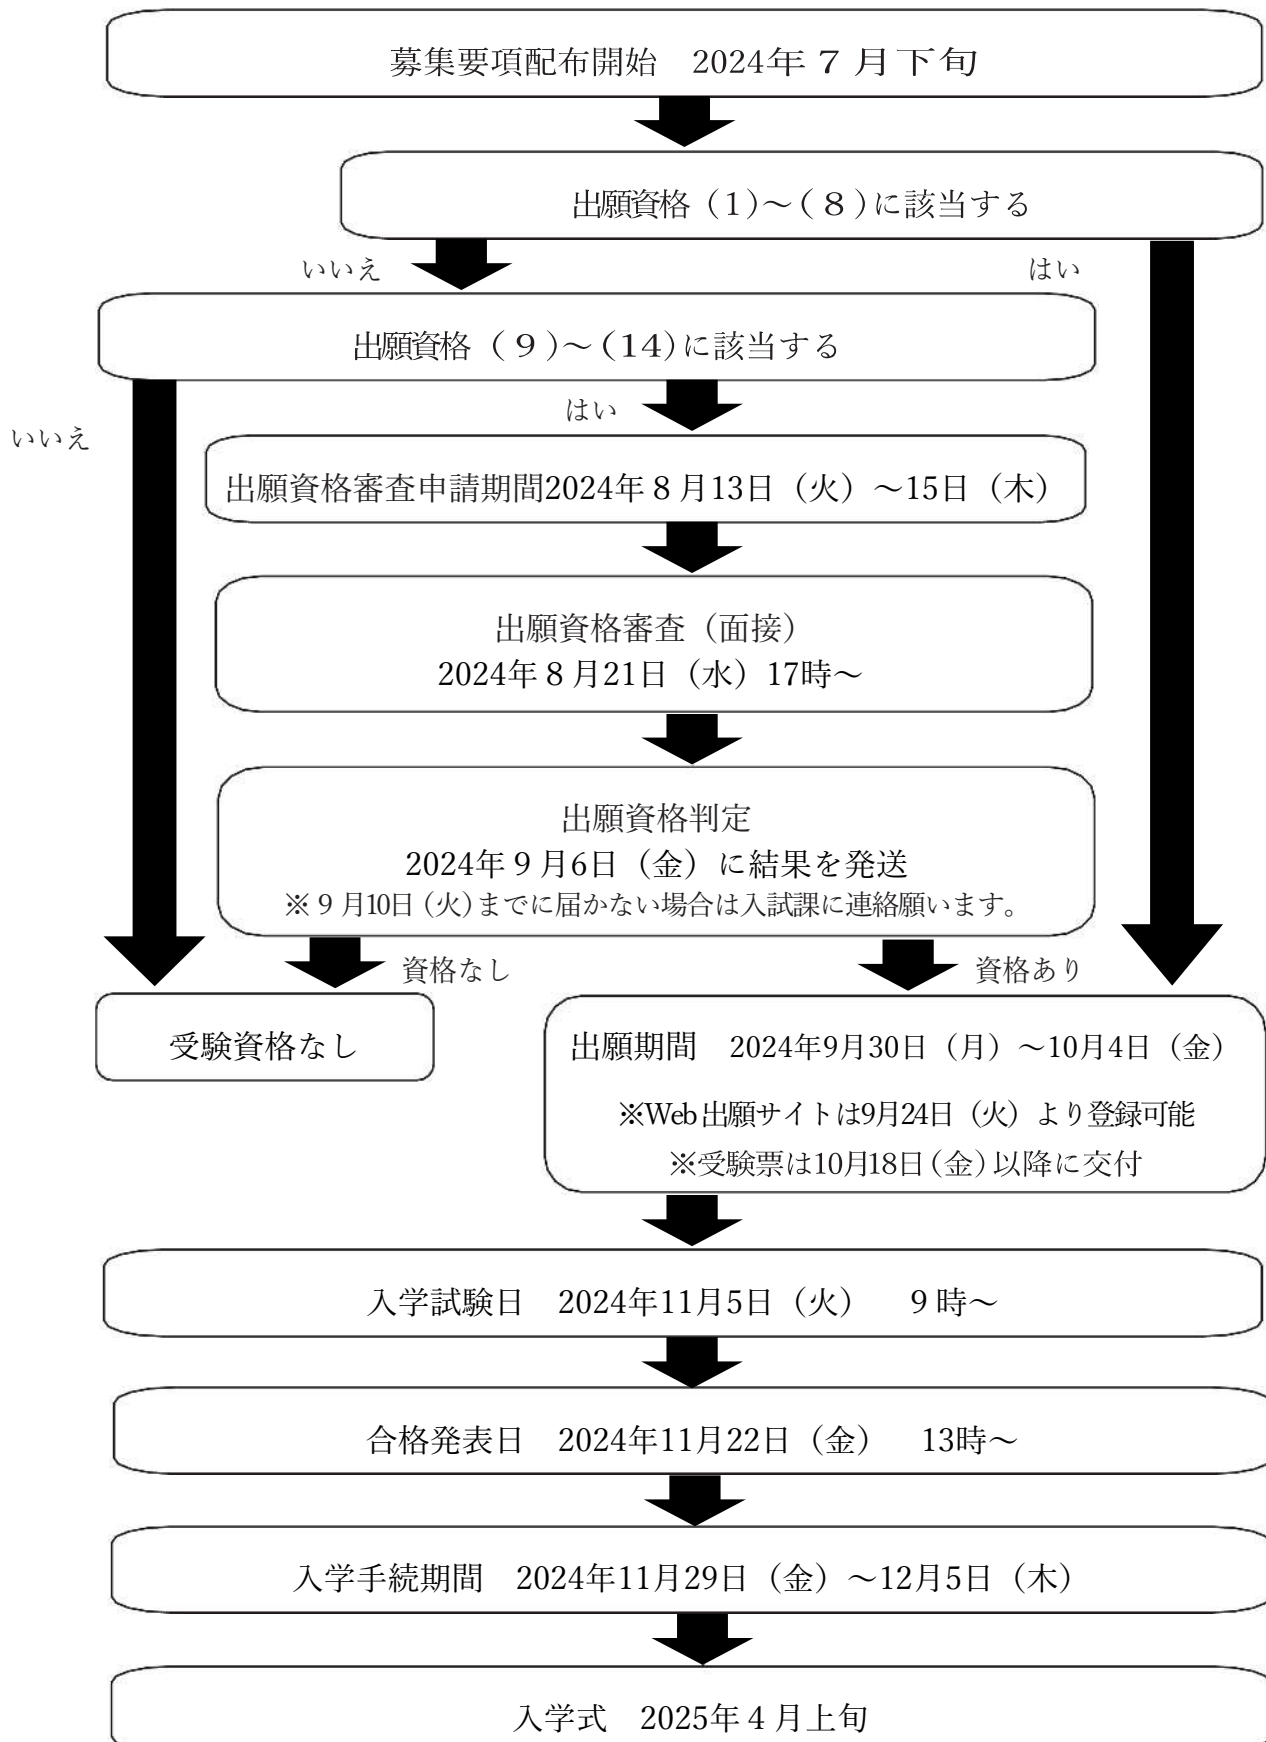 募集要項配布開始　2024年７月下旬
出願資格（1）～（８）に該当する
いいえ
はい
出願資格（９）～（14）に該当する
はい
いいえ
出願資格審査申請期間2024年８月13日（火）～15日（木）
出願資格審査（面接）
2024年８月21日（水）17時～
出願資格判定
2024年９月6日（金）に結果を発送
※９月10日（火）までに届かない場合は入試課に連絡願います。
資格なし
資格あり
受験資格なし
出願期間　2024年9月30日（月）～10月4日（金）
※Web 出願サイトは9月24日（火）より登録可能
※受験票は10月18日（金）以降に交付
入学試験日　2024年11月5日（火）　９時～
合格発表日　2024年11月22日（金）　13時～
入学手続期間　2024年11月29日（金）～12月5日（木）
入学式　2025年４月上旬